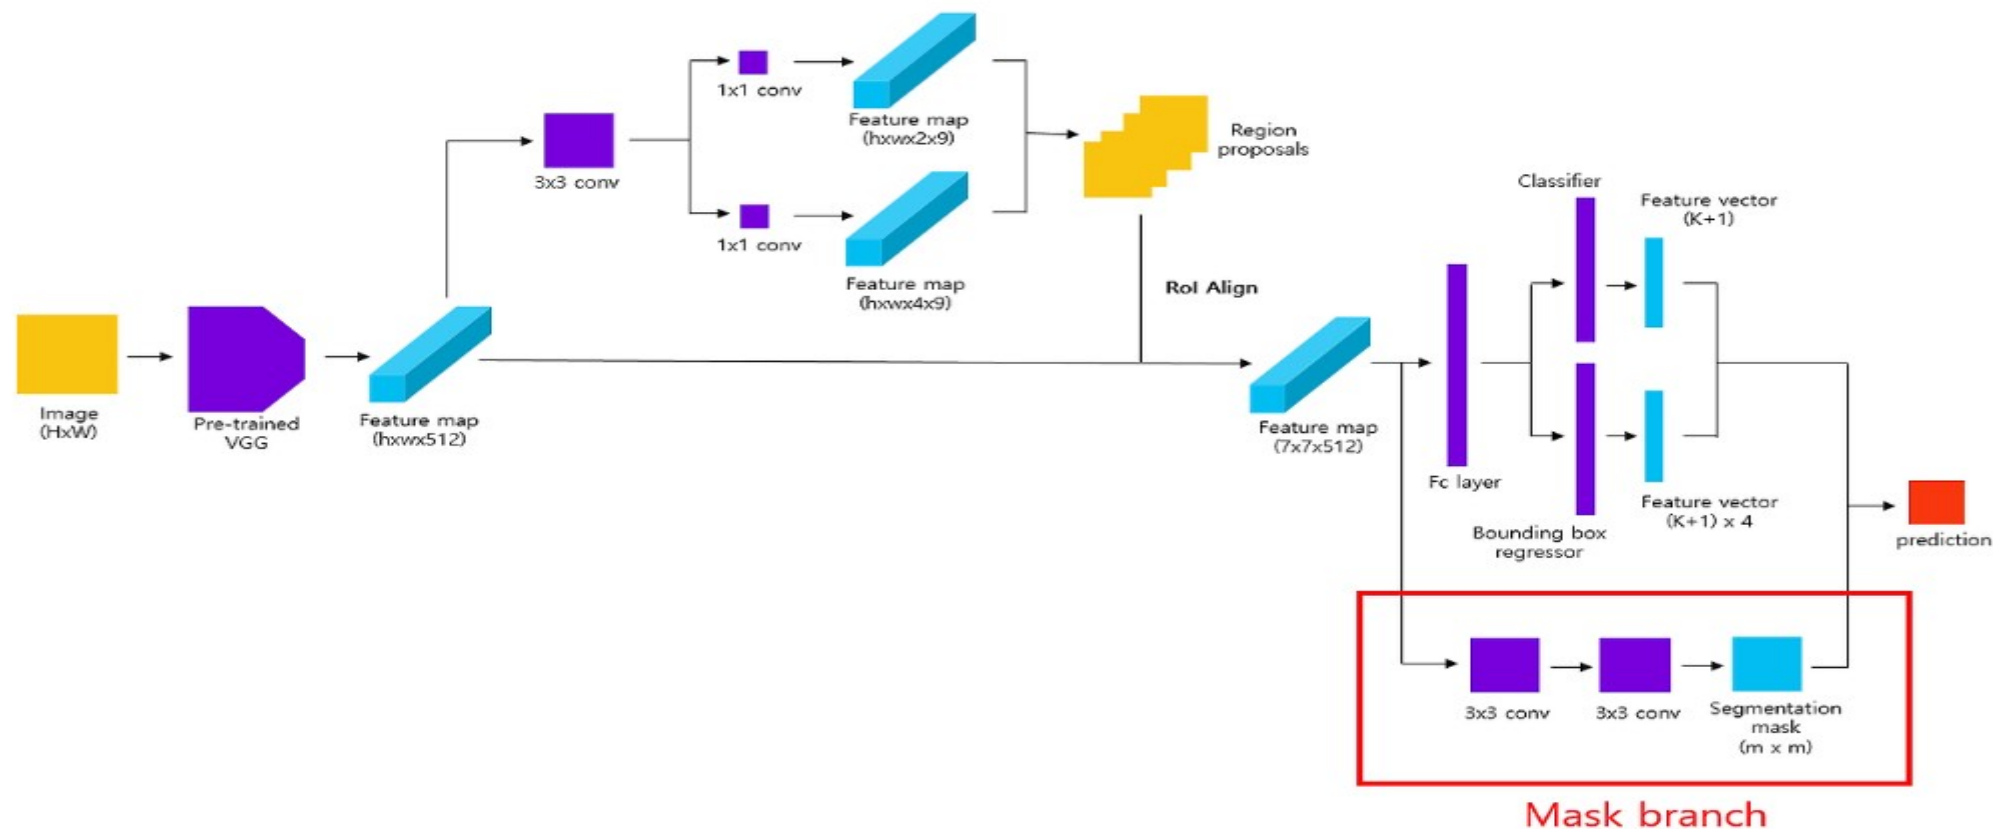 1x1 conv
Feature map
(hxwx2x9)
3x3 conv
Region
proposals
1x1 conv
Feature map
(hxwx4x9)
RoI Align
Image
(HxW)
Pre-trained
VGG
Feature map
(hxwx512)
Feature map
(7x7x512)
Classifier
Feature vector
(K+1)
Fc layer
Bounding box
regressor
Feature vector
(K+1) x 4
prediction
3x3 conv
3x3 conv
Segmentation
mask
(m x m)
Mask branch